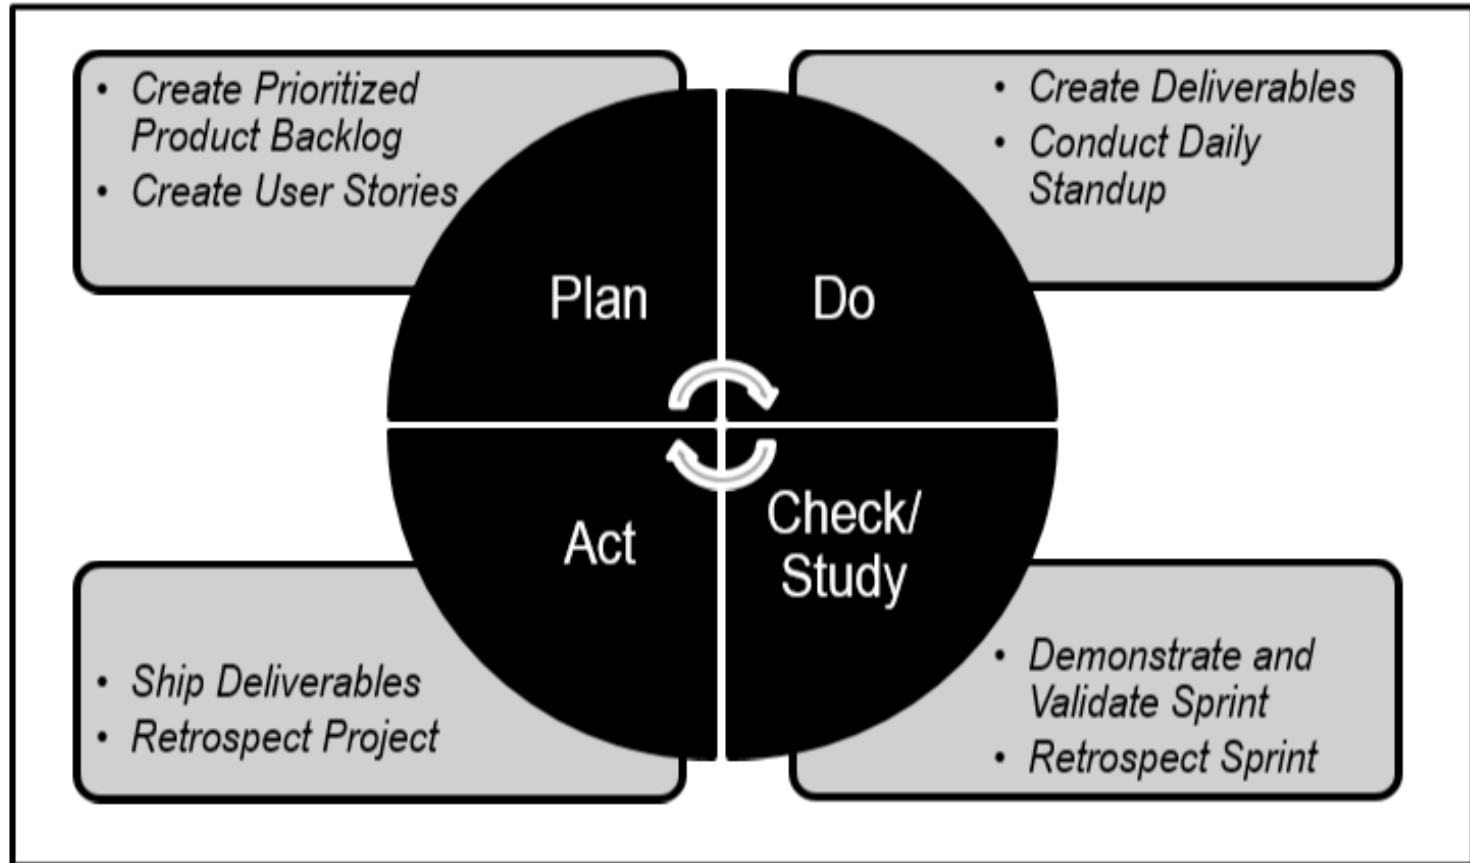 • Create Prioritized
Product Backlog
• Create User Stories
• Create Deliverables
• Conduct Daily
Standup
Plan
Do
Act
Check/
Study
• Ship Deliverables
• Retrospect Project
• Demonstrate and
Validate Sprint
• Retrospect Sprint